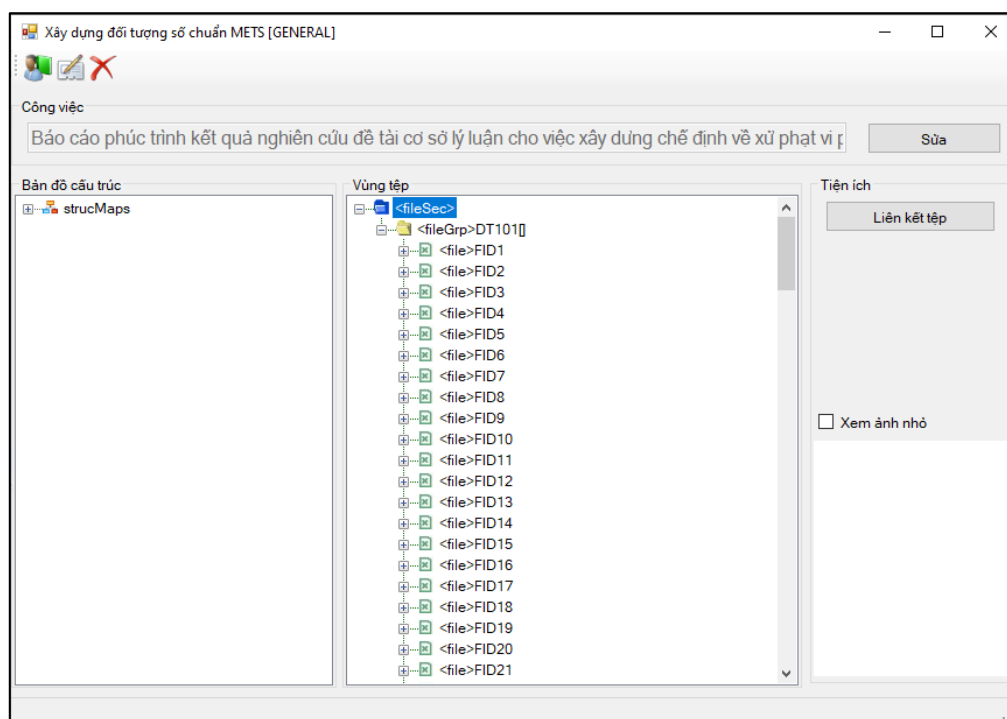 Xây dựng đối tượng số chuẩn METS [GENERAL]
Công việc
Báo cáo phúc trình kết quả nghiên cứu đề tài cơ sở lý luận cho việc xây dưng chế định về xử phạt vi p
Sửa
Bản đồ cấu trúc
Vùng tệp
Tiện ích
strucMaps
<fileSec>
Liên kết tệp
<fileGrp>DT101[]
<file>FID1
<file>FID2
<file>FID3
<file>FID4
<file>FID5
<file>FID6
<file>FID7
<file>FID8
<file>FID9
Xem ảnh nhỏ
<file>FID10
<file>FID11
<file>FID12
<file>FID13
<file>FID14
<file>FID15
<file>FID16
<file>FID17
<file>FID18
<file>FID19
<file>FID20
<file>FID21